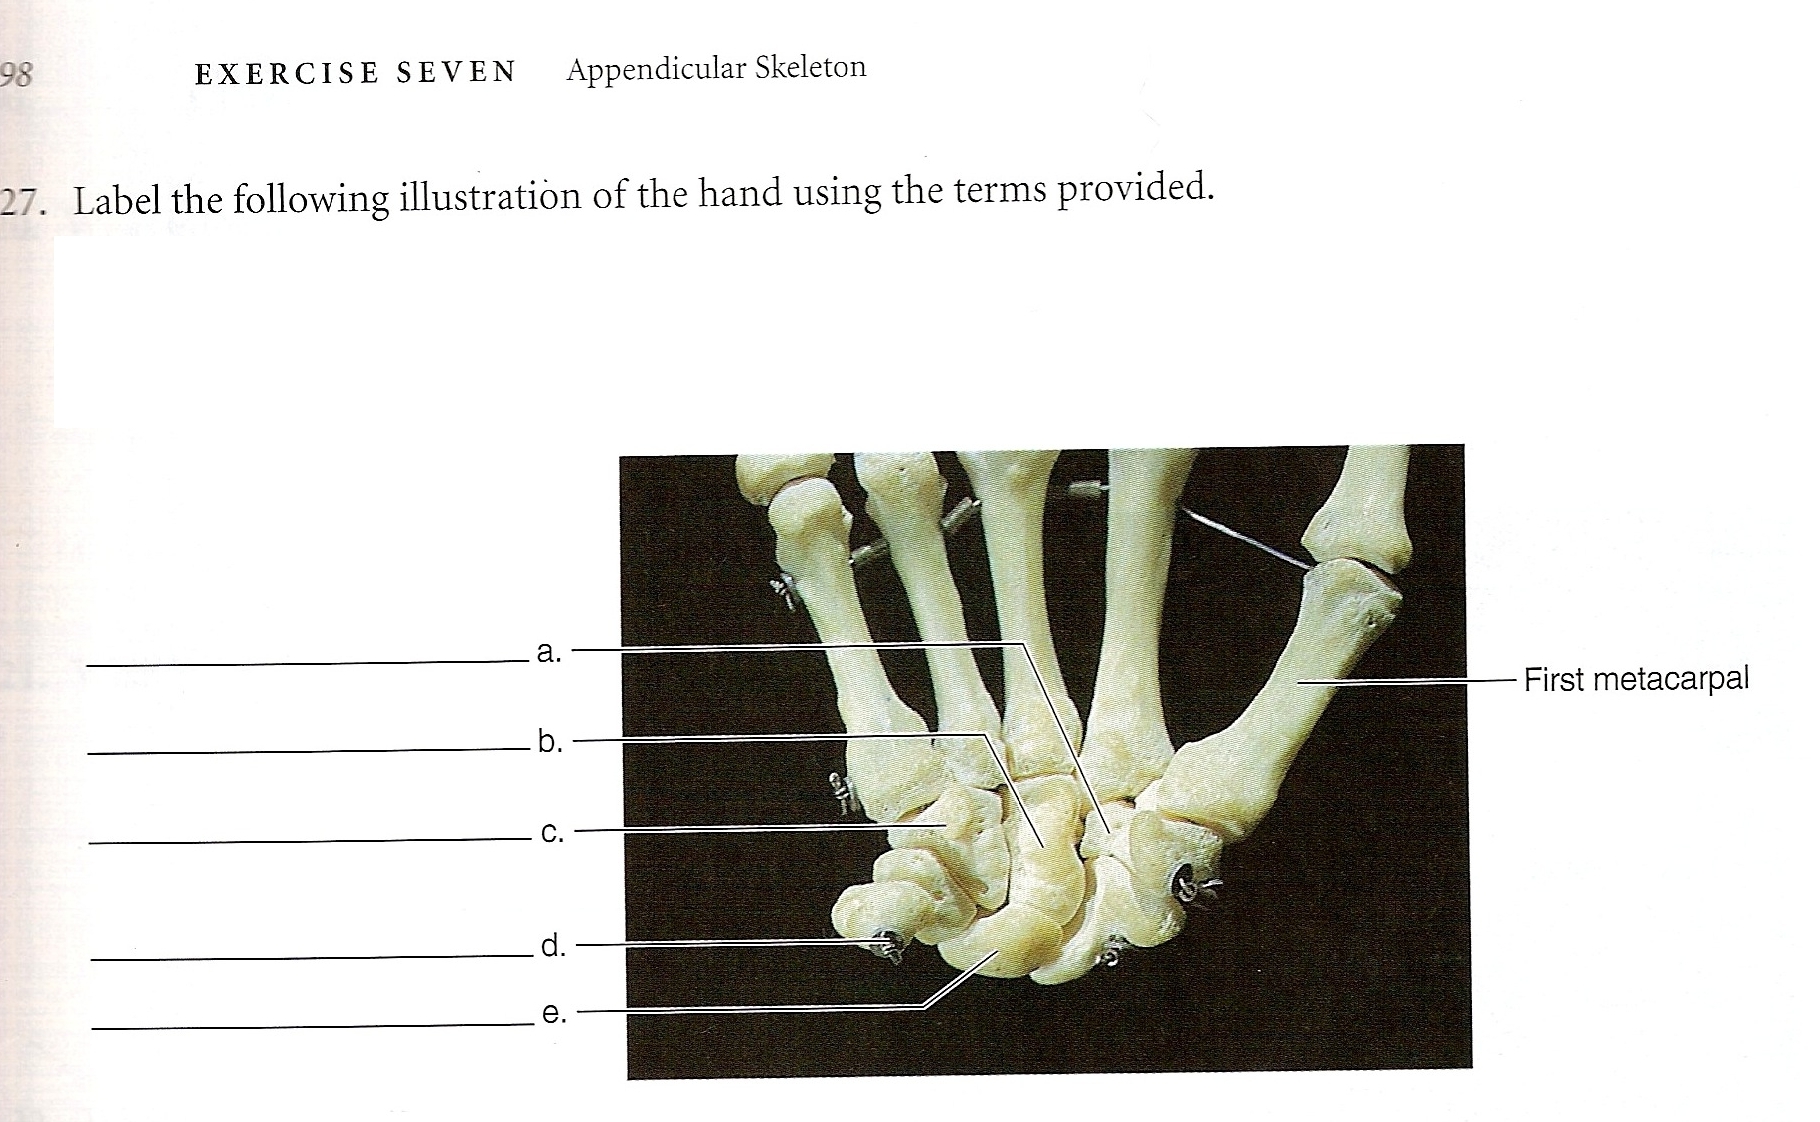 98 EXERCISE SEVEN Appendicular Skeleton
27. Label the following illustration of the hand using the terms provided.
a.
First metacarpal
b.
c.
d.
e.